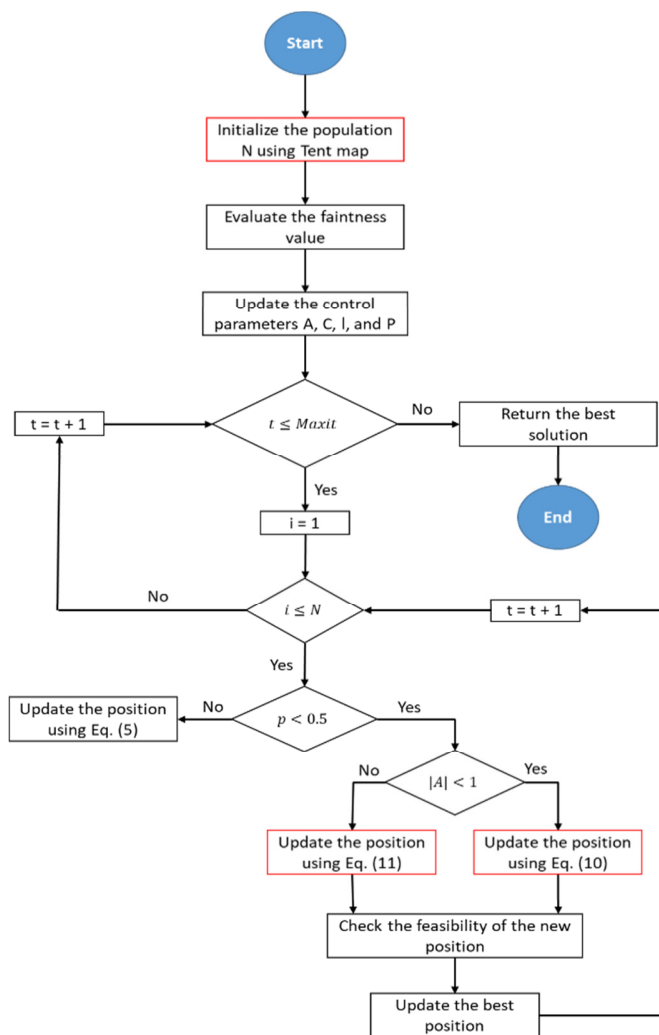 Start
Initialize the population
N using Tent map
Evaluate the faintness
value
Update the control
parameters A, C, l, and P
t = t + 1
t ≤ Maxit
No
Return the best
solution
Yes
End
i = 1
No
i ≤ N
t = t + 1
Yes
Update the position
using Eq. (5)
No
p < 0.5
Yes
No
|A| < 1
Yes
Update the position
using Eq. (11)
Update the position
using Eq. (10)
Check the feasibility of the new
position
Update the best
position